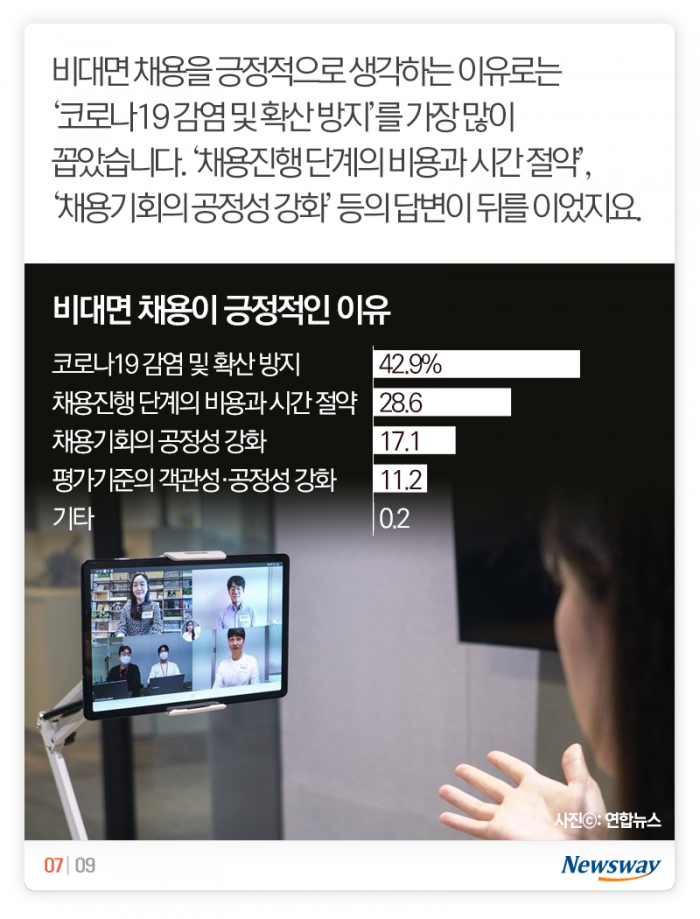 비대면 채용을 긍정적으로 생각하는 이유로는
‘코로나19 감염 및 확산 방지’를 가장 많이
꼽았습니다. ‘채용진행 단계의 비용과 시간 절약’,
‘채용기회의 공정성 강화’ 등의 답변이 뒤를 이었지요.
비대면 채용이 긍정적인 이유
코로나19 감염 및 확산 방지 42.9%
채용진행 단계의 비용과 시간 절약 28.6
채용기회의 공정성 강화 17.1
평가기준의 객관성·공정성 강화 11.2
기타 0.2
사진ⓒ: 연합뉴스
07 | 09
Newsway